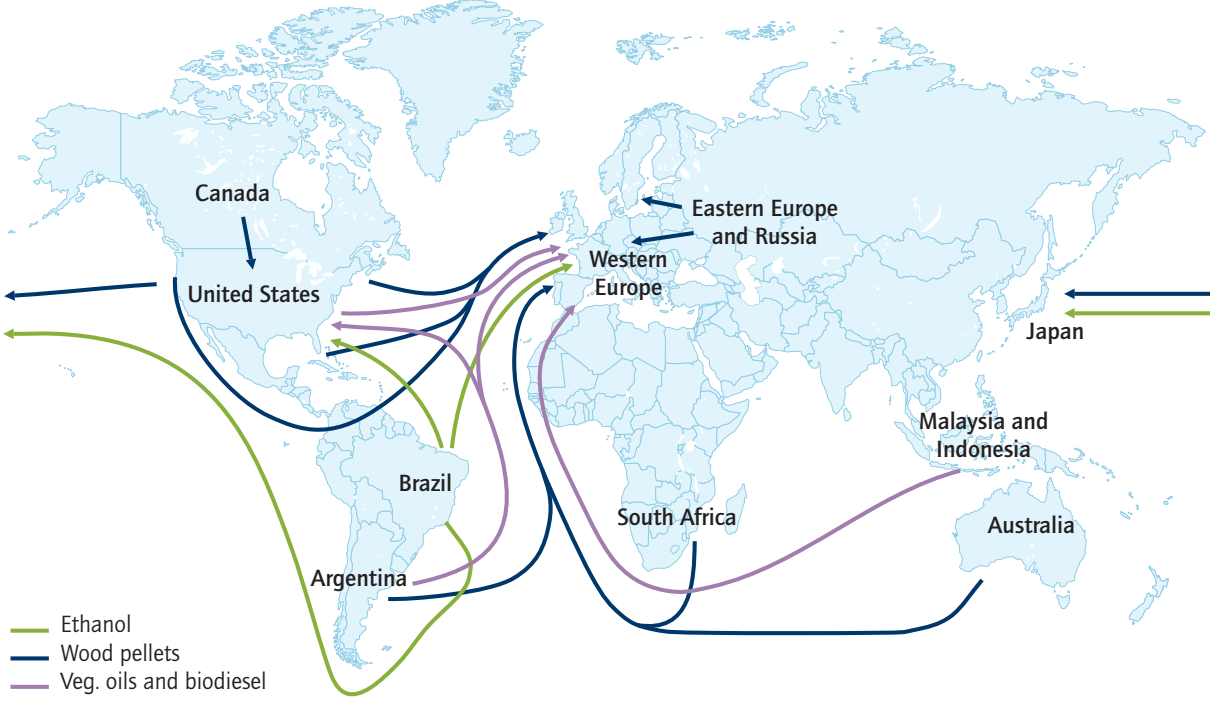 Canada
United States
Eastern Europe
and Russia
Western
Europe
Japan
Malaysia and
Indonesia
Brazil
South Africa
Australia
Argentina
Ethanol
Wood pellets
Veg. oils and biodiesel